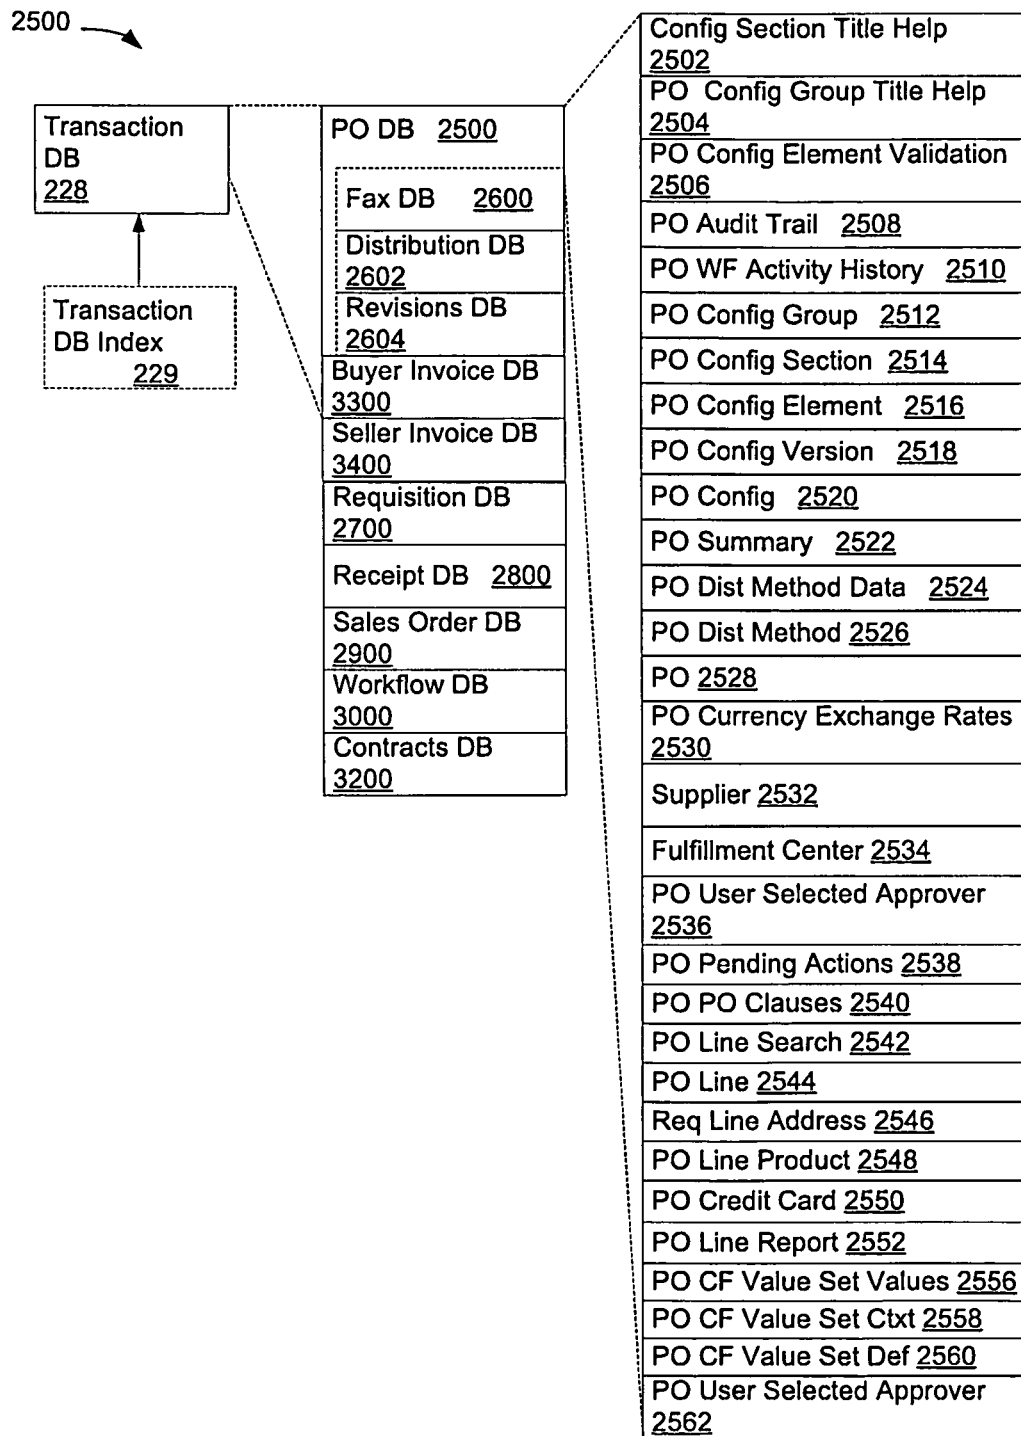 2500
Transaction
DB
228
Transaction
DB Index
229
PO DB 2500
Fax DB 2600
Distribution DB
2602
Revisions DB
2604
Buyer Invoice DB
3300
Seller Invoice DB
3400
Requisition DB
2700
Receipt DB 2800
Sales Order DB
2900
Workflow DB
3000
Contracts DB
3200
Config Section Title Help
2502
PO Config Group Title Help
2504
PO Config Element Validation
2506
PO Audit Trail 2508
PO WF Activity History 2510
PO Config Group 2512
PO Config Section 2514
PO Config Element 2516
PO Config Version 2518
PO Config 2520
PO Summary 2522
PO Dist Method Data 2524
PO Dist Method 2526
PO 2528
PO Currency Exchange Rates
2530
Supplier 2532
Fulfillment Center 2534
PO User Selected Approver
2536
PO Pending Actions 2538
PO PO Clauses 2540
PO Line Search 2542
PO Line 2544
Req Line Address 2546
PO Line Product 2548
PO Credit Card 2550
PO Line Report 2552
PO CF Value Set Values 2556
PO CF Value Set Ctxt 2558
PO CF Value Set Def 2560
PO User Selected Approver
2562